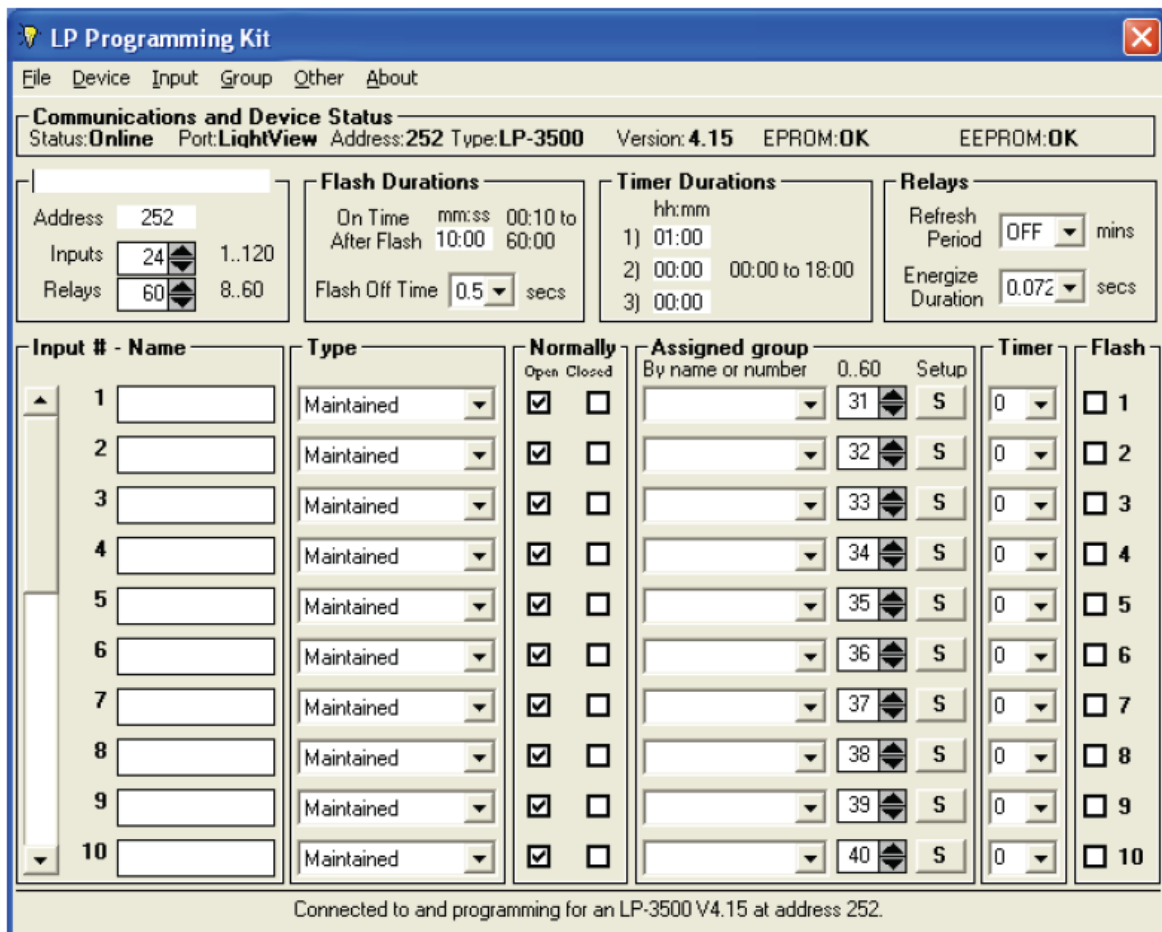 LP Programming Kit
File Device Input Group Other About
Communications and Device Status
Status:Online Port:LightView Address:252 Type:LP-3500 Version:4.15 EPROM:OK EEPROM:OK
Address 252
Inputs 24 1..120
Relays 60 8..60
Flash Durations
On Time mm:ss 00:10 to
After Flash 10:00 60:00
Flash Off Time 0.5 secs
Timer Durations
hh:mm
1) 01:00
2) 00:00 00:00 to 18:00
3) 00:00
Relays
Refresh
Period OFF mins
Energize
Duration 0.072 secs
Input # - Name Type Normally Assigned group Timer Flash
Open Closed By name or number 0..60 Setup
1 Maintained 31 S 0 1
2 Maintained 32 S 0 2
3 Maintained 33 S 0 3
4 Maintained 34 S 0 4
5 Maintained 35 S 0 5
6 Maintained 36 S 0 6
7 Maintained 37 S 0 7
8 Maintained 38 S 0 8
9 Maintained 39 S 0 9
10 Maintained 40 S 0 10
Connected to and programming for an LP-3500 V4.15 at address 252.